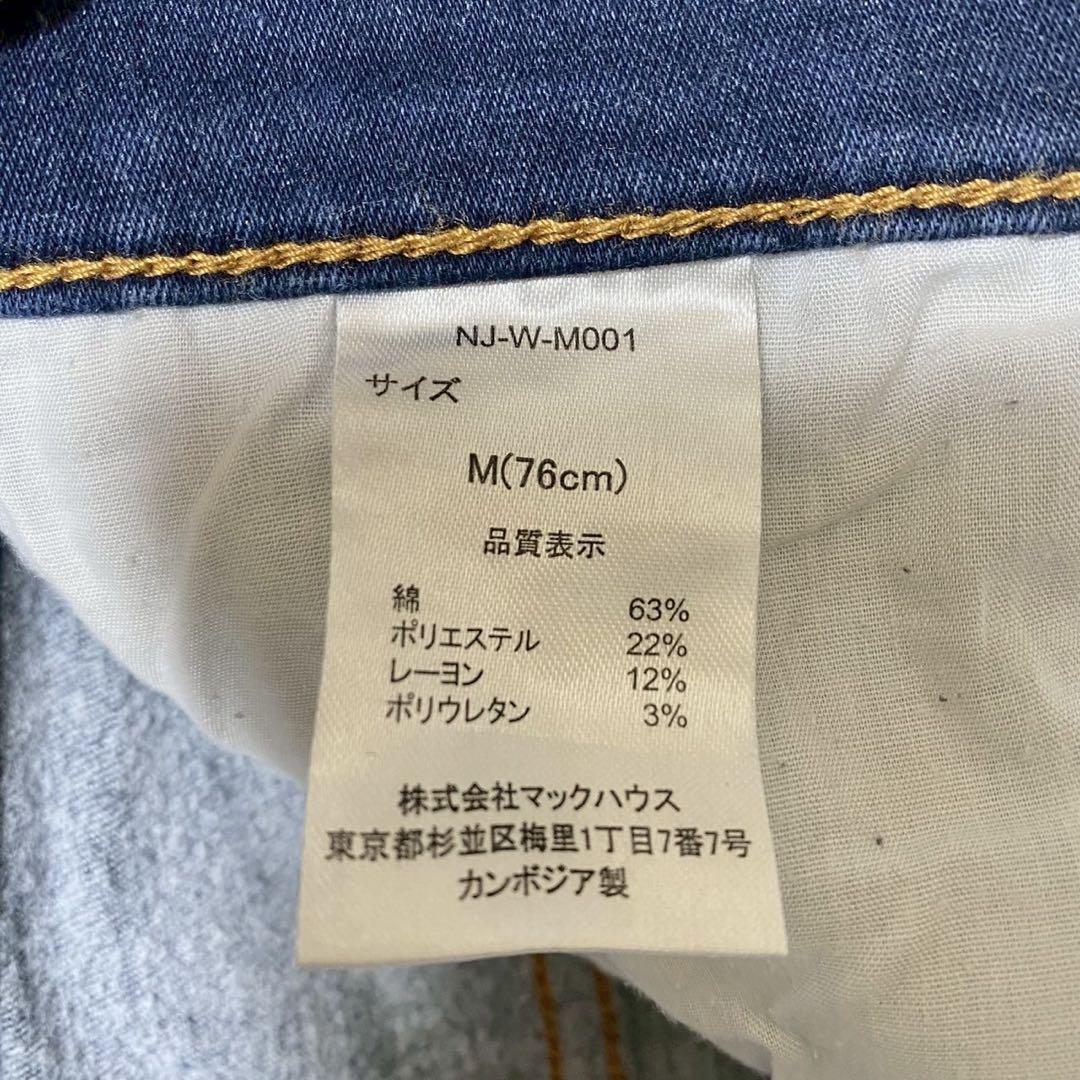 NJ-W-M001
サイズ
M(76cm)
品質表示
綿 63%
ポリエステル 22%
レーヨン 12%
ポリウレタン 3%
株式会社マックハウス
東京都杉並区梅里1丁目7番7号
カンボジア製